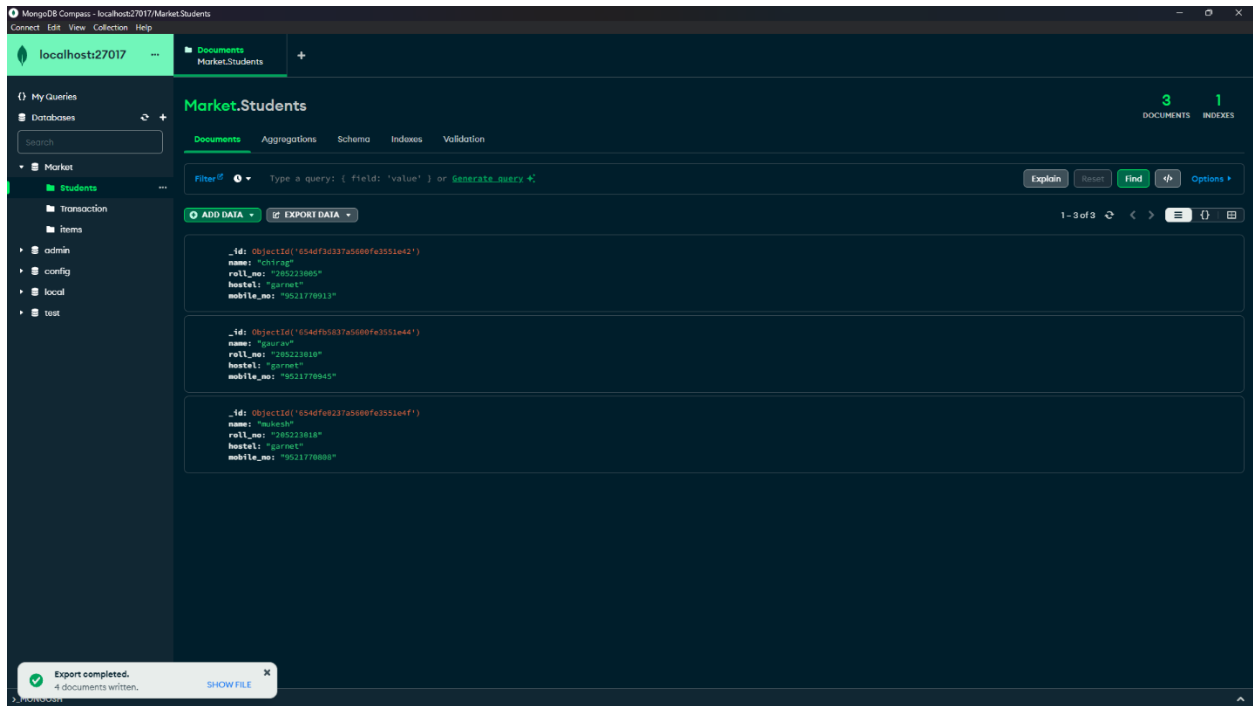 MongoDB Compass - localhost:27017/Market.Students
Connect Edit View Collection Help
localhost:27017 ...
Documents
Market.Students
+
{} My Queries
Databases
Search
Market
Students ...
Transaction
items
admin
config
local
test
Market.Students
3
DOCUMENTS
1
INDEXES
Documents Aggregations Schema Indexes Validation
Filter Type a query: { field: 'value' } or Generate query
Explain Reset Find </> Options
ADD DATA EXPORT DATA
1 – 3 of 3 {}
_id: ObjectId('654df3d337a5600fe3551e42')
name: "chirag"
roll_no: "205223005"
hostel: "garnet"
mobile_no: "9521770913"
_id: ObjectId('654dfb5837a5600fe3551e44')
name: "gaurav"
roll_no: "205223010"
hostel: "garnet"
mobile_no: "9521770945"
_id: ObjectId('654dfe0237a5600fe3551e4f')
name: "mukesh"
roll_no: "205223018"
hostel: "garnet"
mobile_no: "9521770808"
Export completed.
4 documents written.
SHOW FILE
>_MONGOSH